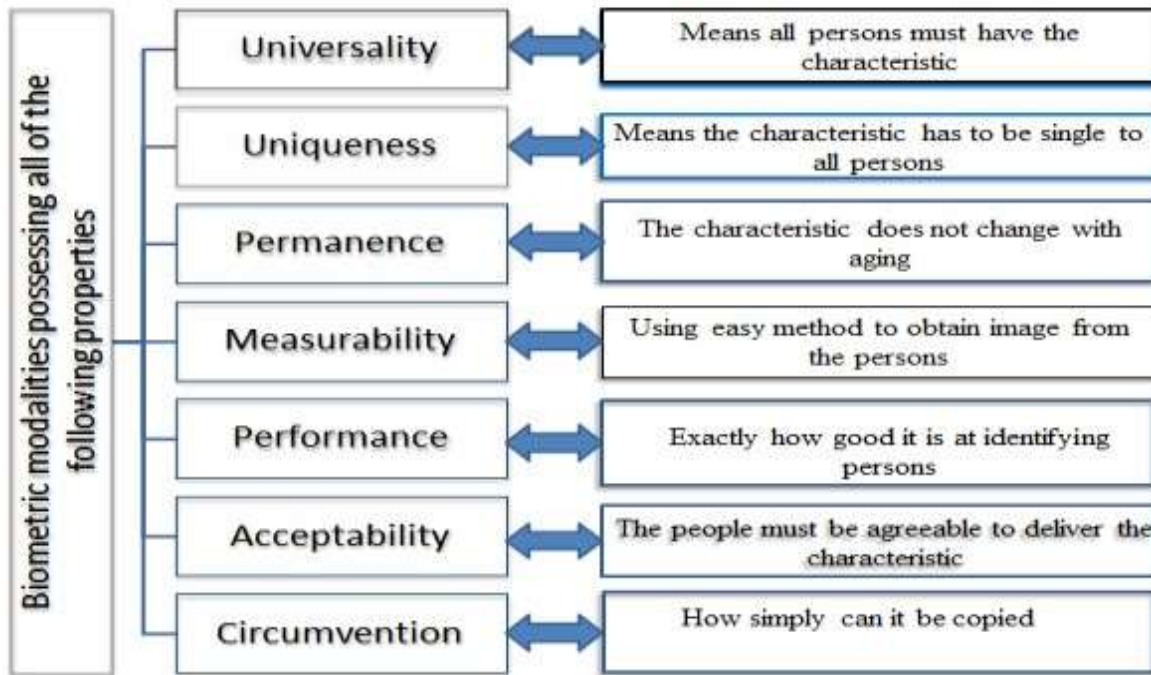 Biometric modalities possessing all of the
following properties
Universality
Means all persons must have the
characteristic
Uniqueness
Means the characteristic has to be single to
all persons
Permanence
The characteristic does not change with
aging
Measurability
Using easy method to obtain image from
the persons
Performance
Exactly how good it is at identifying
persons
Acceptability
The people must be agreeable to deliver the
characteristic
Circumvention
How simply can it be copied